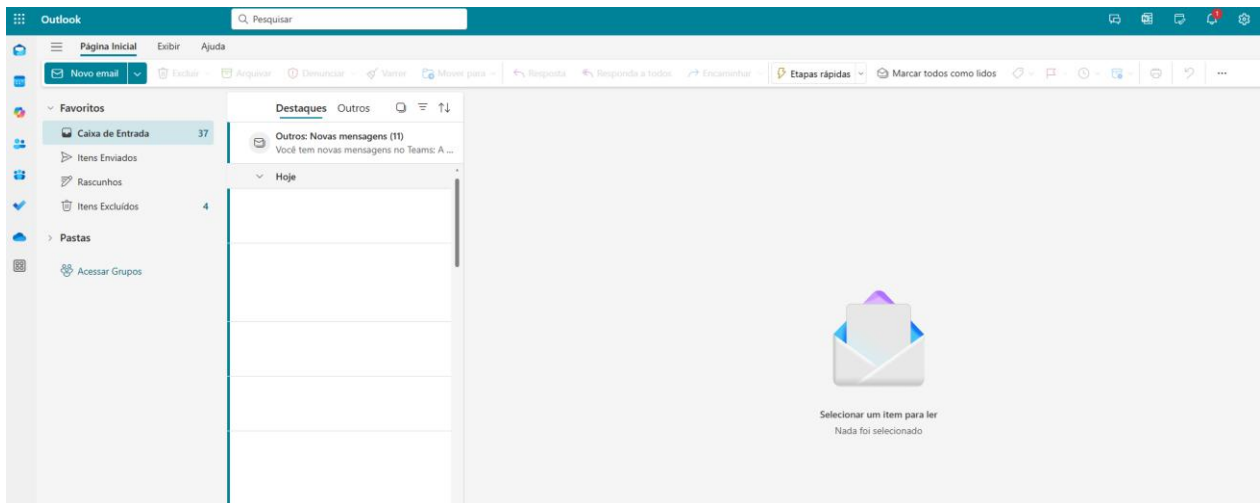 Outlook
Pesquisar
1
Página Inicial Exibir Ajuda
Novo email Excluir Arquivar Denunciar Varrer Mover para Resposta Responda a todos Encaminhar Etapas rápidas Marcar todos como lidos
Favoritos
Caixa de Entrada 37
Itens Enviados
Rascunhos
Itens Excluídos 4
Pastas
Acessar Grupos
Destaques Outros
Outros: Novas mensagens (11)
Você tem novas mensagens no Teams: A ...
Hoje
Selecionar um item para ler
Nada foi selecionado